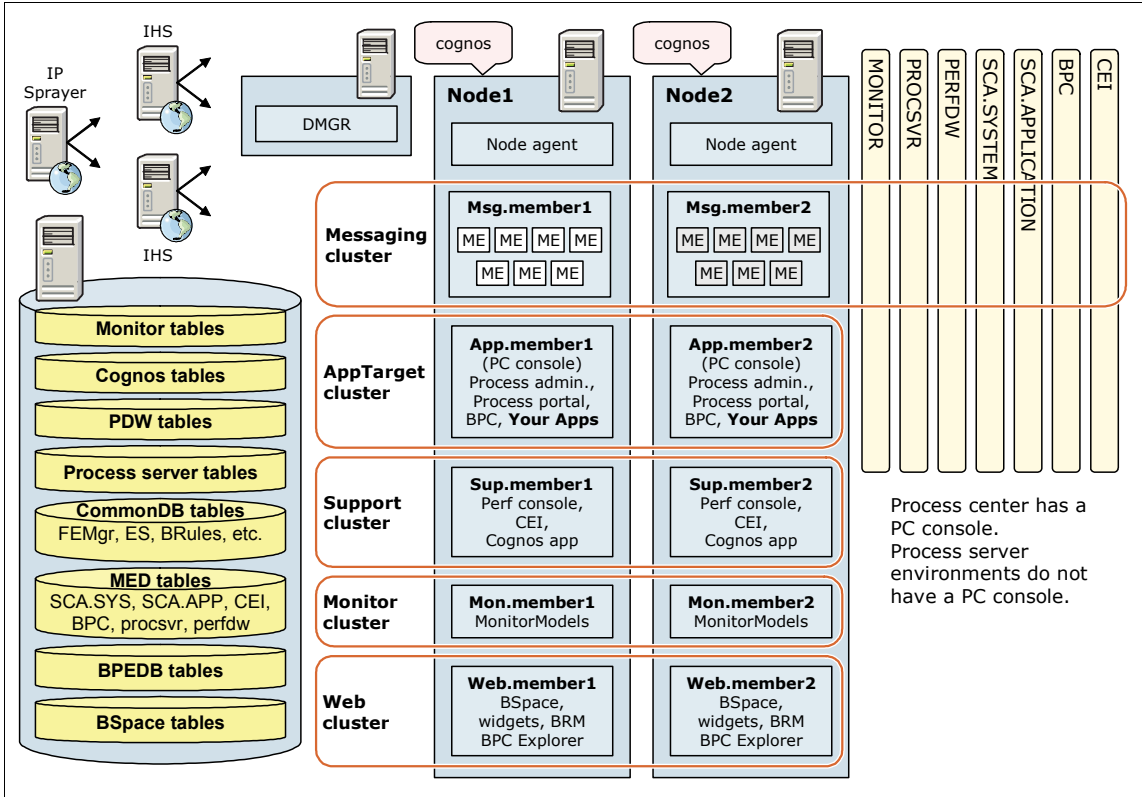 IHS
IP
Sprayer
IHS
DMGR
cognos
cognos
Node1
Node agent
Node2
Node agent
MONITOR
PROCSVR
PERFDW
SCA.SYSTEM
SCA.APPLICATION
BPC
CEI
Messaging
cluster
Msg.member1
ME ME ME ME
ME ME ME
Msg.member2
ME ME ME ME
ME ME ME
AppTarget
cluster
App.member1
(PC console)
Process admin.,
Process portal,
BPC, Your Apps
App.member2
(PC console)
Process admin.,
Process portal,
BPC, Your Apps
Support
cluster
Sup.member1
Perf console,
CEI,
Cognos app
Sup.member2
Perf console,
CEI,
Cognos app
Monitor
cluster
Mon.member1
MonitorModels
Mon.member2
MonitorModels
Web
cluster
Web.member1
BSpace,
widgets, BRM
BPC Explorer
Web.member2
BSpace,
widgets, BRM
BPC Explorer
Monitor tables
Cognos tables
PDW tables
Process server tables
CommonDB tables
FEMgr, ES, BRules, etc.
MED tables
SCA.SYS, SCA.APP, CEI,
BPC, procsvr, perfdw
BPEDB tables
BSpace tables
Process center has a
PC console.
Process server
environments do not
have a PC console.